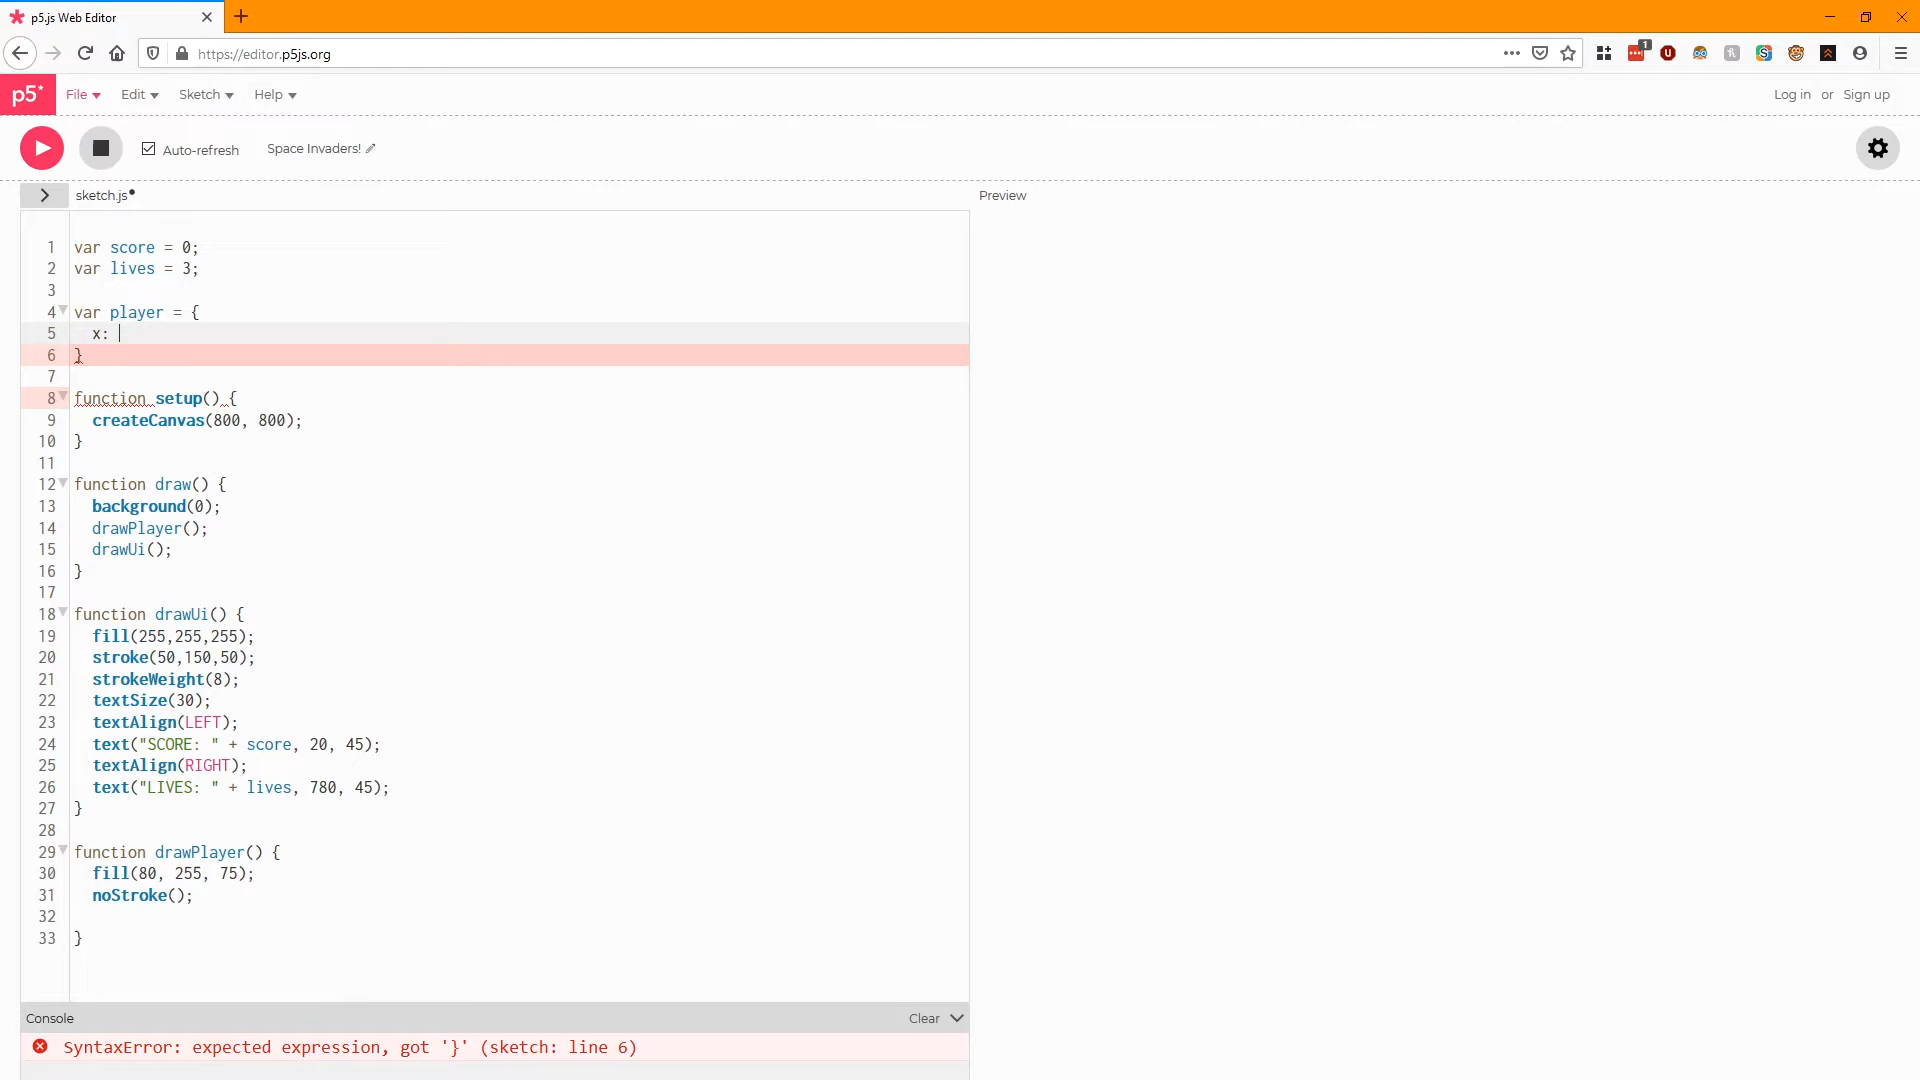 p5.js Web Editor
https://editor.p5js.org
1
p5* File Edit Sketch Help Log in or Sign up
Auto-refresh Space Invaders!
sketch.js Preview
1 var score = 0;
2 var lives = 3;
3
4 var player = {
5 x:
6 }
7
8 function setup() {
9 createCanvas(800, 800);
10 }
11
12 function draw() {
13 background(0);
14 drawPlayer();
15 drawUi();
16 }
17
18 function drawUi() {
19 fill(255,255,255);
20 stroke(50,150,50);
21 strokeWeight(8);
22 textSize(30);
23 textAlign(LEFT);
24 text("SCORE: " + score, 20, 45);
25 textAlign(RIGHT);
26 text("LIVES: " + lives, 780, 45);
27 }
28
29 function drawPlayer() {
30 fill(80, 255, 75);
31 noStroke();
32
33 }
Console Clear
SyntaxError: expected expression, got '}' (sketch: line 6)